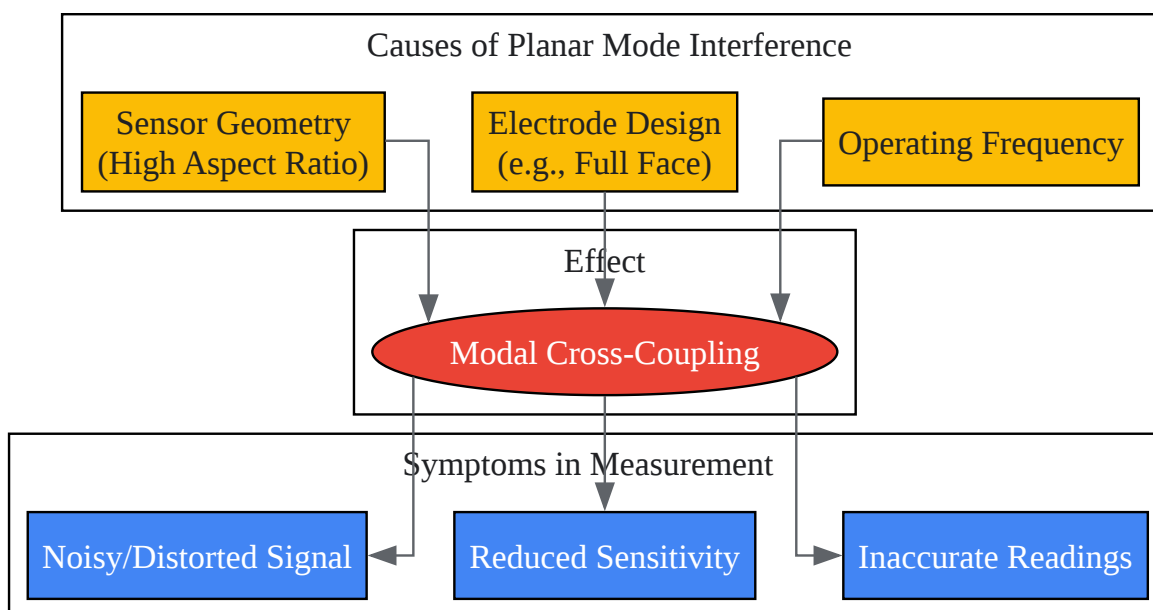 Causes of Planar Mode Interference
Sensor Geometry
(High Aspect Ratio)
Electrode Design
(e.g., Full Face)
Operating Frequency
Effect
Modal Cross-Coupling
Symptoms in Measurement
Noisy/Distorted Signal
Reduced Sensitivity
Inaccurate Readings